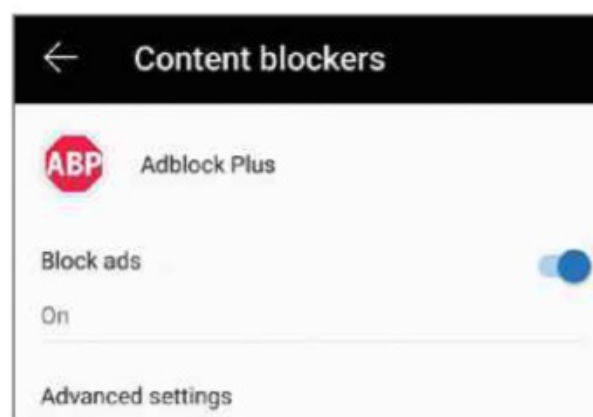 Content blockers
ABP Adblock Plus
Block ads
On
Advanced settings